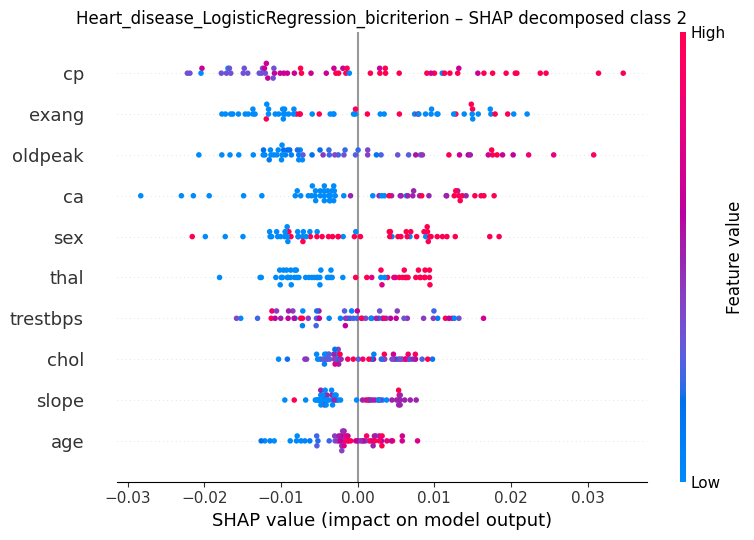 Heart_disease_LogisticRegression_bicriterion – SHAP decomposed class 2
High
cp
exang
oldpeak
ca
sex
thal
trestbps
chol
slope
age
Feature value
Low
−0.03 −0.02 −0.01 0.00 0.01 0.02 0.03
SHAP value (impact on model output)